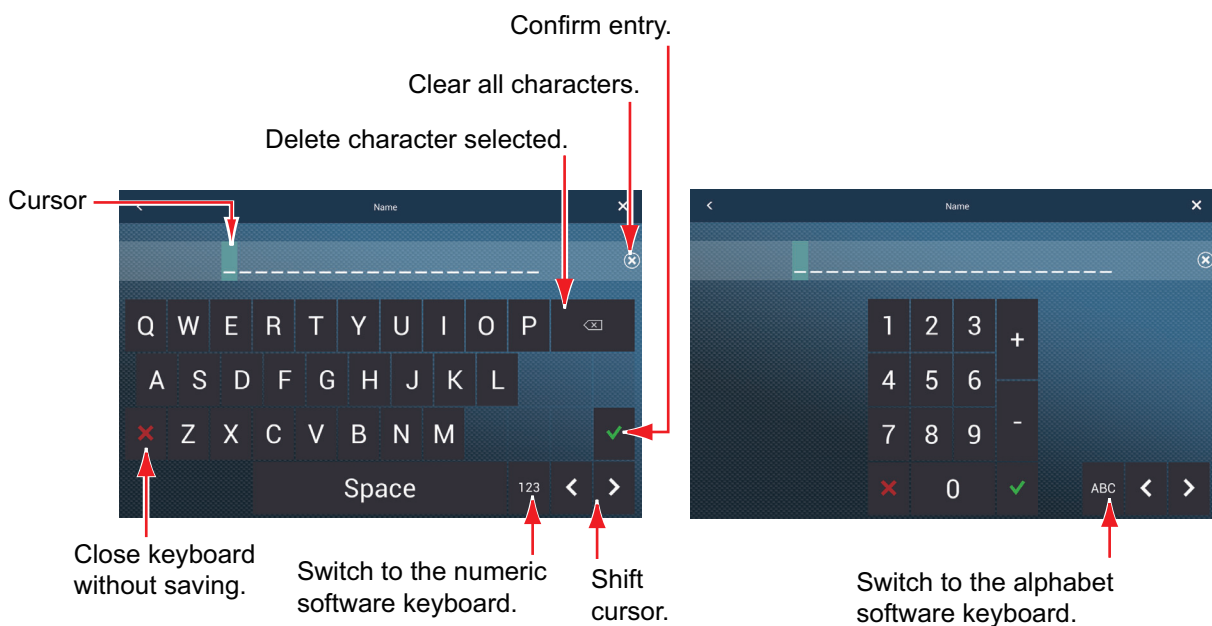 Confirm entry.
Clear all characters.
Delete character selected.
Cursor
Name
Q W E R T Y U I O P
A S D F G H J K L
Z X C V B N M
Space 123
Close keyboard
without saving.
Switch to the numeric
software keyboard.
Shift
cursor.
Name
1 2 3 +
4 5 6
7 8 9 -
0
ABC
Switch to the alphabet
software keyboard.